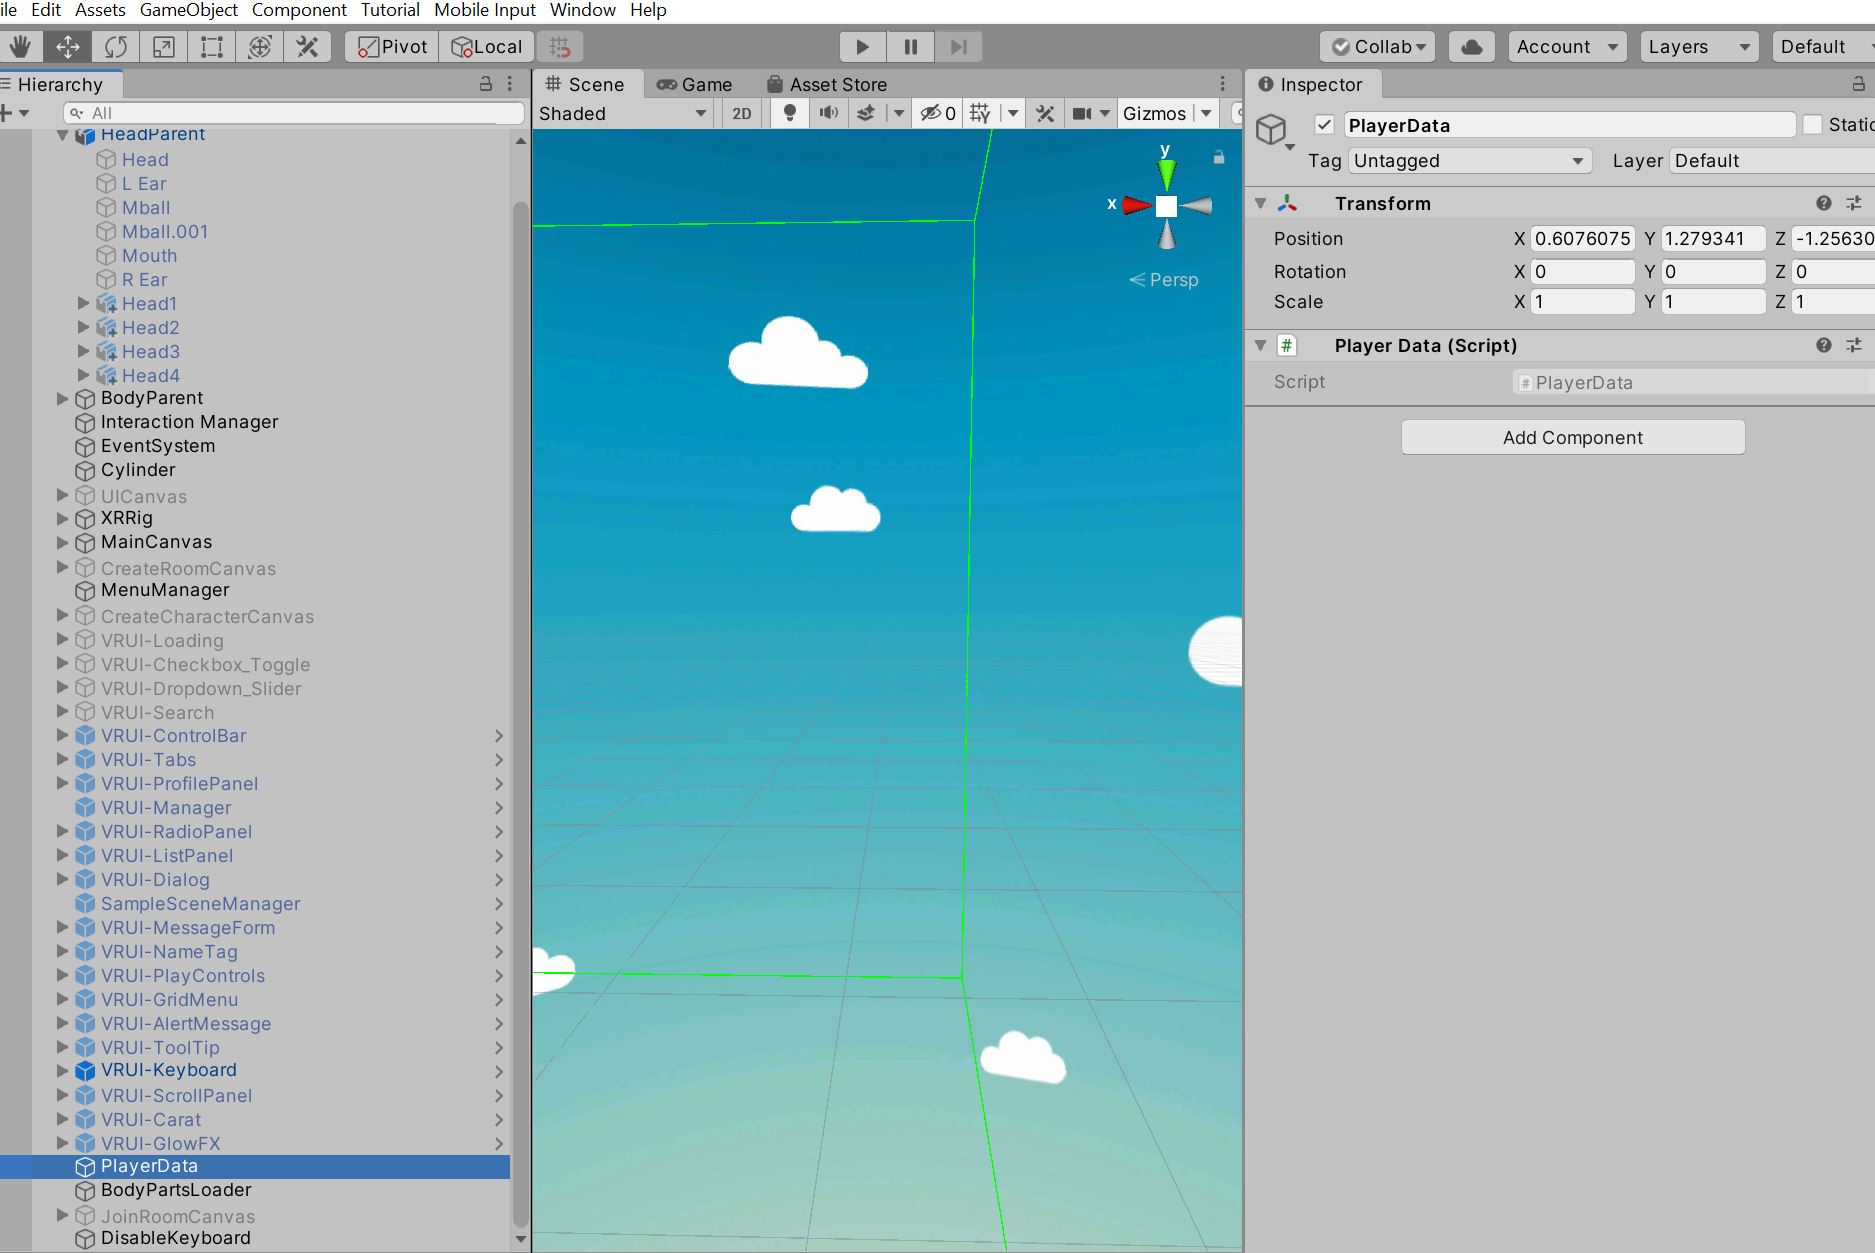 ile Edit Assets GameObject Component Tutorial Mobile Input Window Help
Pivot Local Collab Account Layers Default
Hierarchy
All
HeadParent
Head
L Ear
Mball
Mball.001
Mouth
R Ear
Head1
Head2
Head3
Head4
BodyParent
Interaction Manager
EventSystem
Cylinder
UICanvas
XRRig
MainCanvas
CreateRoomCanvas
MenuManager
CreateCharacterCanvas
VRUI-Loading
VRUI-Checkbox_Toggle
VRUI-Dropdown_Slider
VRUI-Search
VRUI-ControlBar
VRUI-Tabs
VRUI-ProfilePanel
VRUI-Manager
VRUI-RadioPanel
VRUI-ListPanel
VRUI-Dialog
SampleSceneManager
VRUI-MessageForm
VRUI-NameTag
VRUI-PlayControls
VRUI-GridMenu
VRUI-AlertMessage
VRUI-ToolTip
VRUI-Keyboard
VRUI-ScrollPanel
VRUI-Carat
VRUI-GlowFX
PlayerData
BodyPartsLoader
JoinRoomCanvas
DisableKeyboard
Scene Game Asset Store
Shaded 2D 0 Gizmos
y
x
Persp
Inspector
PlayerData Static
Tag Untagged Layer Default
Transform
Position X 0.6076075 Y 1.279341 Z -1.25630
Rotation X 0 Y 0 Z 0
Scale X 1 Y 1 Z 1
# Player Data (Script)
Script # PlayerData
Add Component